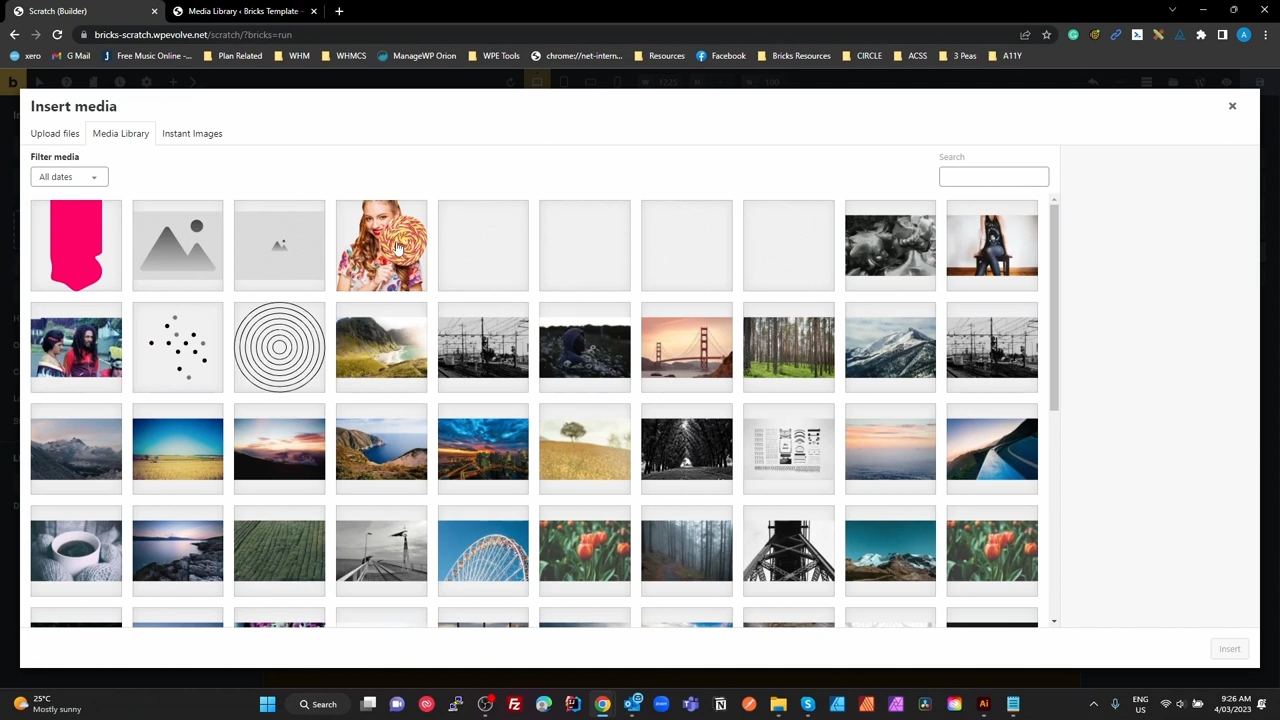 Scratch (Builder)
Media Library ‹ Bricks Template –
bricks-scratch.wpevolve.net/scratch/?bricks=run
xero
G Mail
Free Music Online -...
Plan Related
WHM
WHMCS
ManageWP Orion
WPE Tools
chrome://net-intern...
Resources
Facebook
Bricks Resources
CIRCLE
ACSS
3 Peas
A11Y
b
W 1225
H
% 100
Insert media
Upload files
Media Library
Instant Images
Filter media
Search
All dates
Insert
25°C
Mostly sunny
Search
ENG
US
9:26 AM
4/03/2023